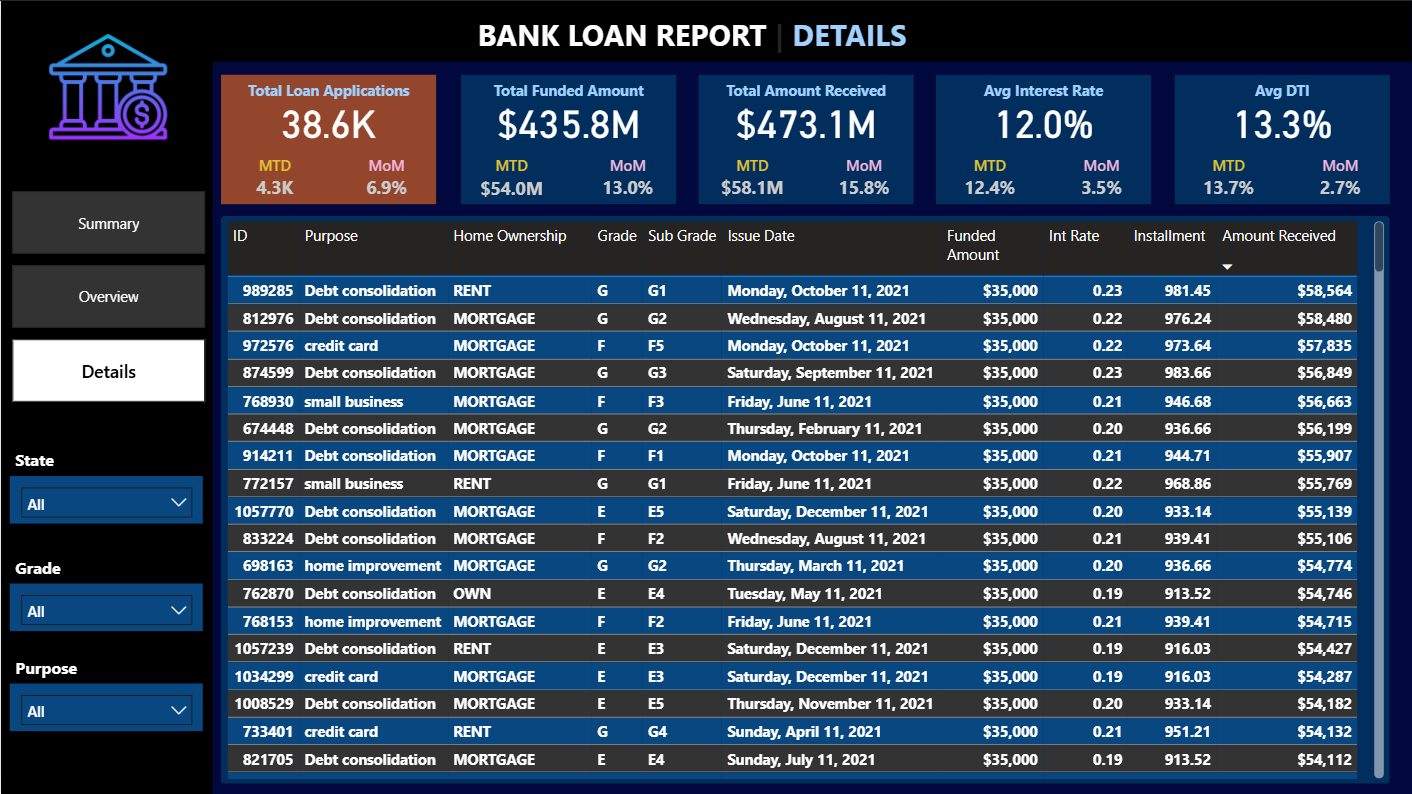 BANK LOAN REPORT | DETAILS
Total Loan Applications
38.6K
MTD MoM
4.3K 6.9%
Total Funded Amount
$435.8M
MTD MoM
$54.0M 13.0%
Total Amount Received
$473.1M
MTD MoM
$58.1M 15.8%
Avg Interest Rate
12.0%
MTD MoM
12.4% 3.5%
Avg DTI
13.3%
MTD MoM
13.7% 2.7%
$
Summary
Overview
Details
State
All
Grade
All
Purpose
All
ID Purpose Home Ownership Grade Sub Grade Issue Date Funded Amount Int Rate Installment Amount Received
989285 Debt consolidation RENT G G1 Monday, October 11, 2021 $35,000 0.23 981.45 $58,564
812976 Debt consolidation MORTGAGE G G2 Wednesday, August 11, 2021 $35,000 0.22 976.24 $58,480
972576 credit card MORTGAGE F F5 Monday, October 11, 2021 $35,000 0.22 973.64 $57,835
874599 Debt consolidation MORTGAGE G G3 Saturday, September 11, 2021 $35,000 0.23 983.66 $56,849
768930 small business MORTGAGE F F3 Friday, June 11, 2021 $35,000 0.21 946.68 $56,663
674448 Debt consolidation MORTGAGE G G2 Thursday, February 11, 2021 $35,000 0.20 936.66 $56,199
914211 Debt consolidation MORTGAGE F F1 Monday, October 11, 2021 $35,000 0.21 944.71 $55,907
772157 small business RENT G G1 Friday, June 11, 2021 $35,000 0.22 968.86 $55,769
1057770 Debt consolidation MORTGAGE E E5 Saturday, December 11, 2021 $35,000 0.20 933.14 $55,139
833224 Debt consolidation MORTGAGE F F2 Wednesday, August 11, 2021 $35,000 0.21 939.41 $55,106
698163 home improvement MORTGAGE G G2 Thursday, March 11, 2021 $35,000 0.20 936.66 $54,774
762870 Debt consolidation OWN E E4 Tuesday, May 11, 2021 $35,000 0.19 913.52 $54,746
768153 home improvement MORTGAGE F F2 Friday, June 11, 2021 $35,000 0.21 939.41 $54,715
1057239 Debt consolidation RENT E E3 Saturday, December 11, 2021 $35,000 0.19 916.03 $54,427
1034299 credit card MORTGAGE E E3 Saturday, December 11, 2021 $35,000 0.19 916.03 $54,287
1008529 Debt consolidation MORTGAGE E E5 Thursday, November 11, 2021 $35,000 0.20 933.14 $54,182
733401 credit card RENT G G4 Sunday, April 11, 2021 $35,000 0.21 951.21 $54,132
821705 Debt consolidation MORTGAGE E E4 Sunday, July 11, 2021 $35,000 0.19 913.52 $54,112